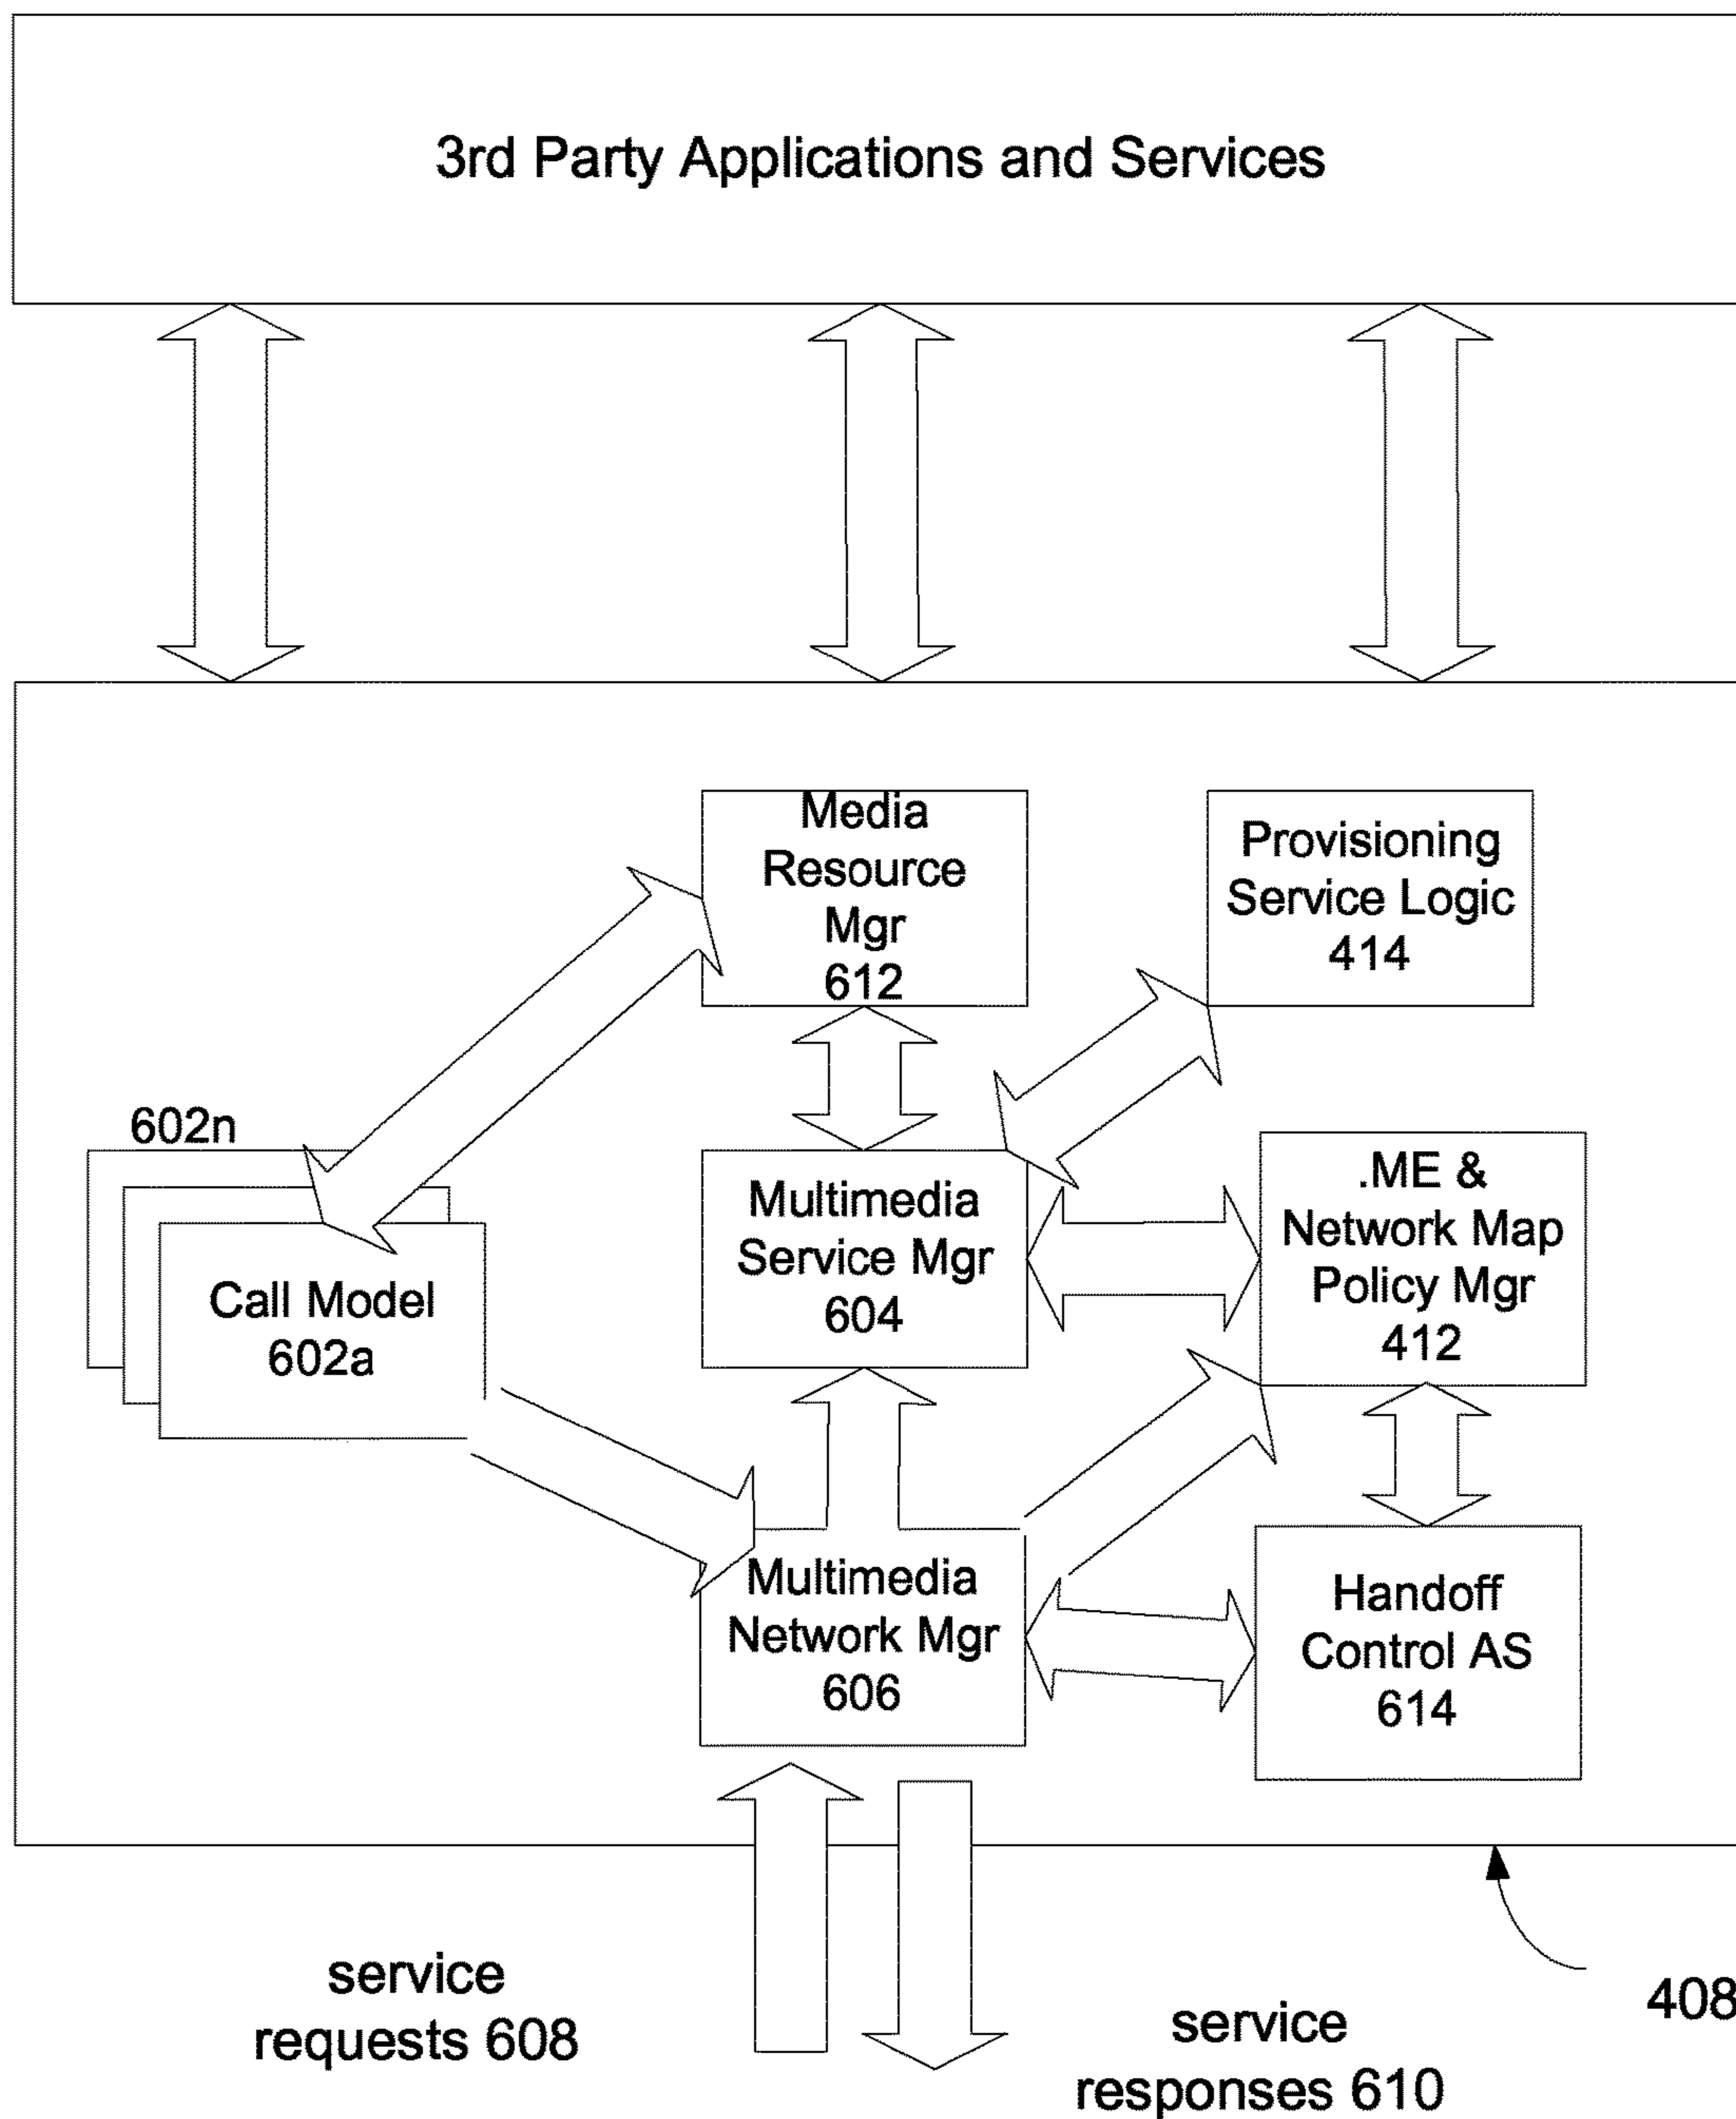 3rd Party Applications and Services
Media
Resource
Mgr
612
Provisioning
Service Logic
414
602n
Call Model
602a
Multimedia
Service Mgr
604
.ME &
Network Map
Policy Mgr
412
Multimedia
Network Mgr
606
Handoff
Control AS
614
service
requests 608
service
responses 610
408